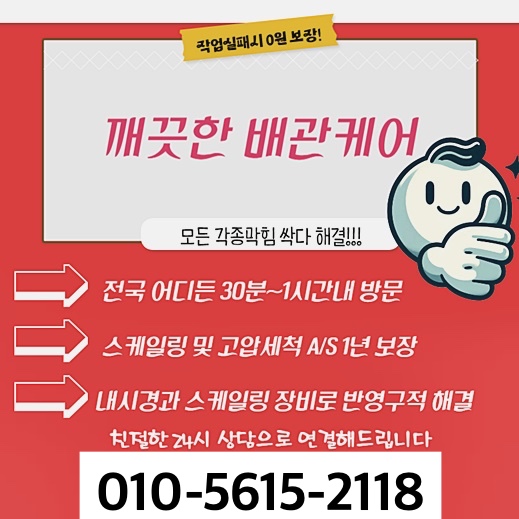 작업실패시 0원 보장!
깨끗한 배관케어
모든 각종막힘 싹다 해결!!!
전국 어디든 30분~1시간내 방문
스케일링 및 고압세척 A/S 1년 보장
내시경과 스케일링 장비로 반영구적 해결
친절한 24시 상담으로 연결해드립니다
010-5615-2118